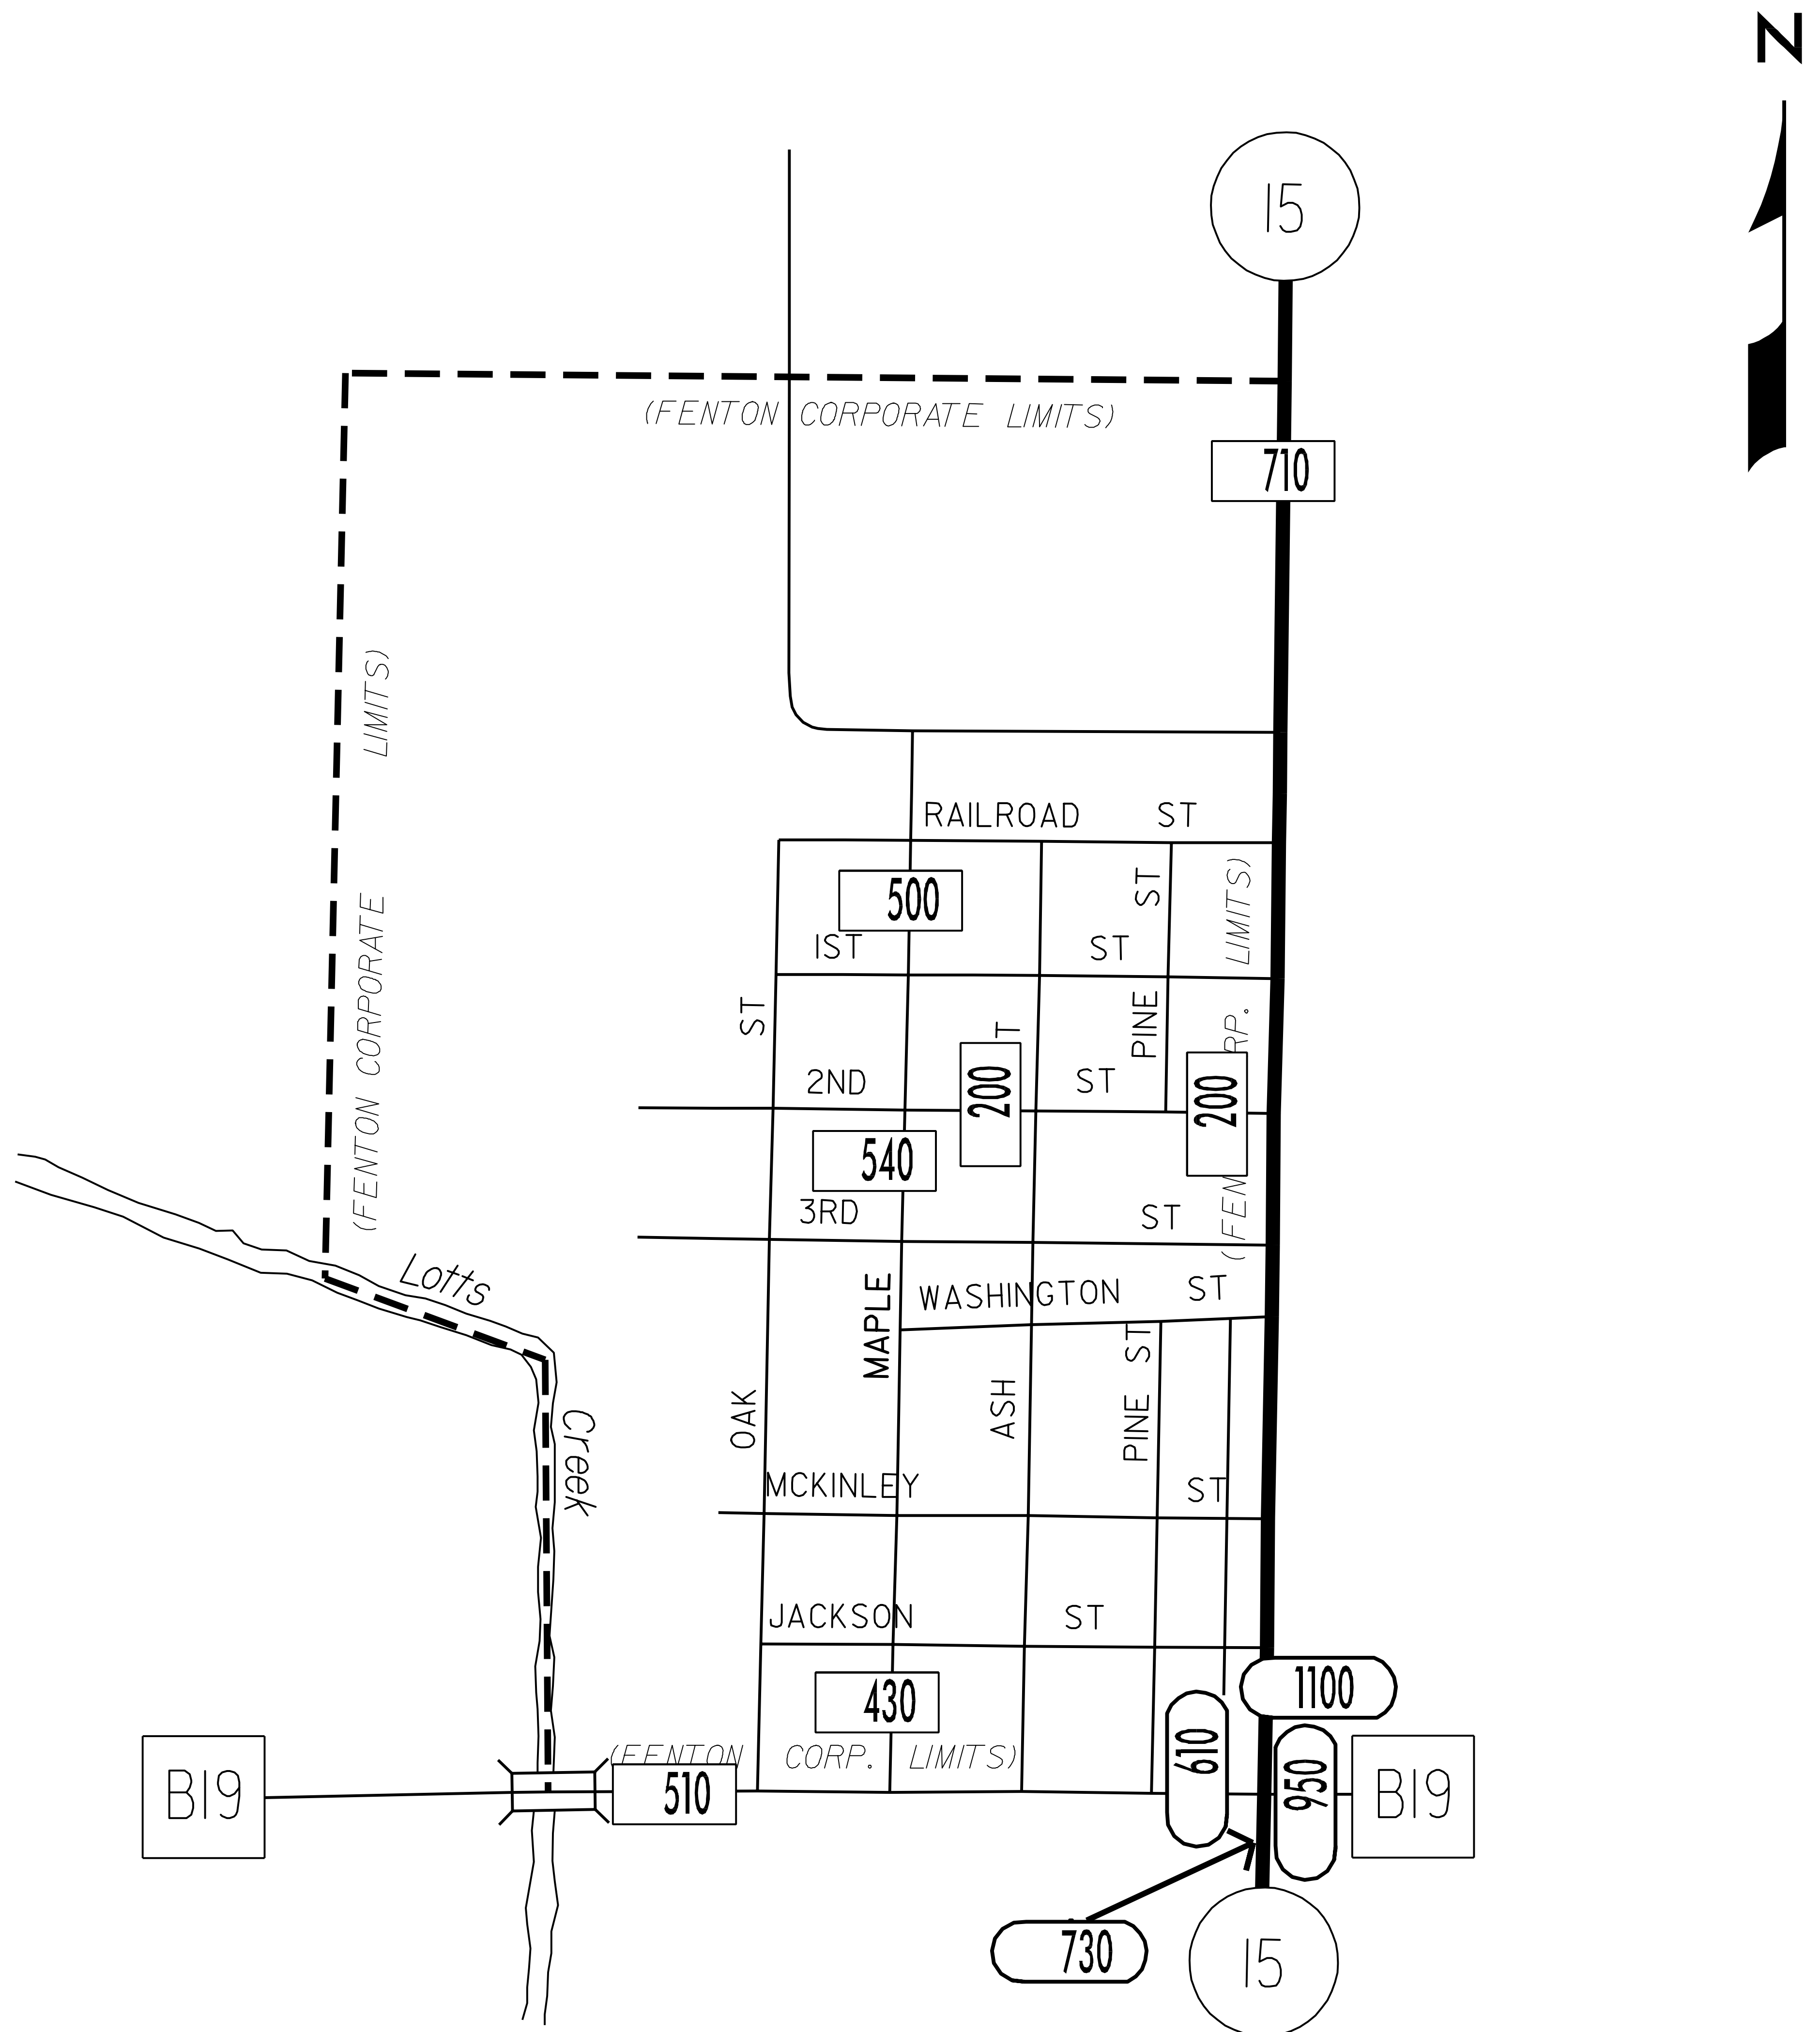 N
15
(FENTON CORPORATE LIMITS)
710
LIMITS)
(FENTON CORPORATE
RAILROAD ST
500
1ST ST
ST
PINE
LIMITS)
RP.
(FEN
ST
T
2ND ST
200
200
540
3RD ST
Lotts
Creek
WASHINGTON ST
MAPLE
OAK
ASH
PINE ST
MCKINLEY ST
JACKSON ST
1100
430
610
950
(FENTON CORP. LIMITS)
B19
510
B19
730
15